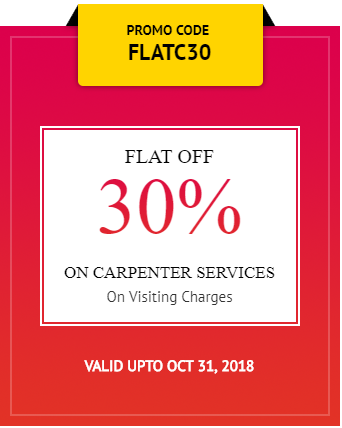 PROMO CODE
FLATC30
FLAT OFF
30%
ON CARPENTER SERVICES
On Visiting Charges
VALID UPTO OCT 31, 2018